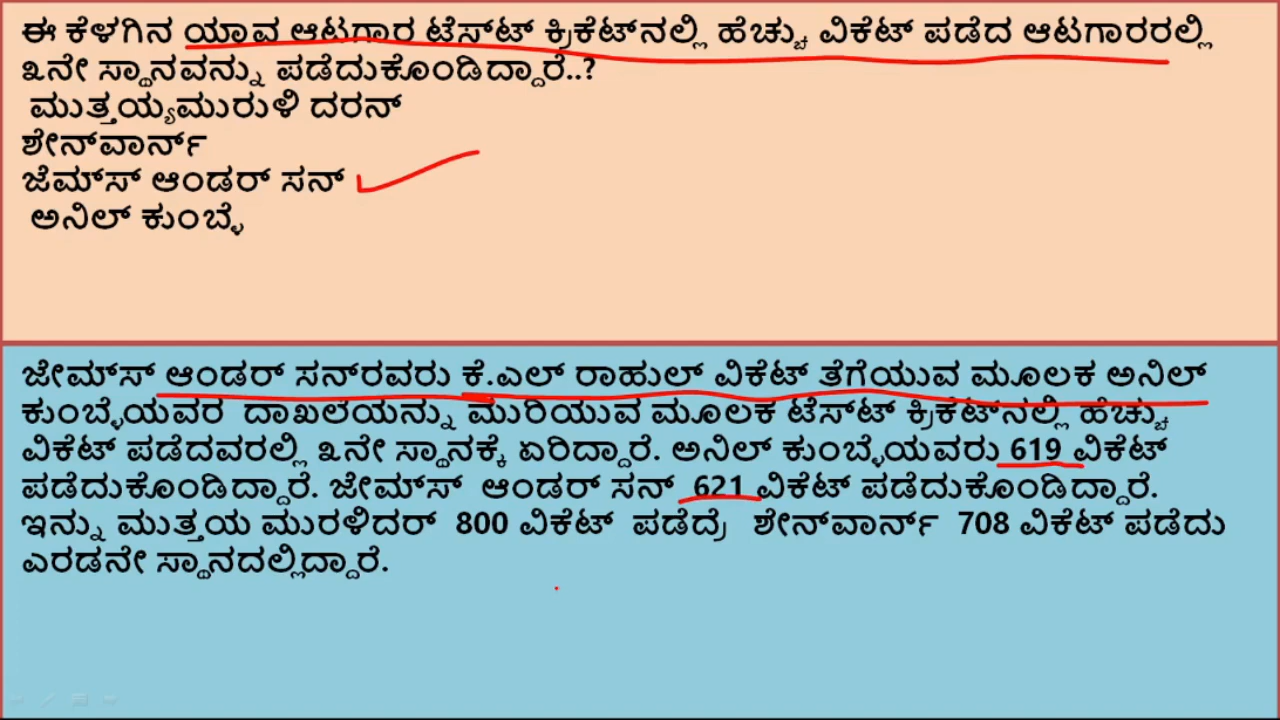 ಈ ಕೆಳಗಿನ ಯಾವ ಆಟಗಾರ ಟೆಸ್ಟ್ ಕ್ರಿಕೆಟ್‌ನಲ್ಲಿ ಹೆಚ್ಚು ವಿಕೆಟ್ ಪಡೆದ ಆಟಗಾರರಲ್ಲಿ
೩ನೇ ಸ್ಥಾನವನ್ನು ಪಡೆದುಕೊಂಡಿದ್ದಾರೆ..?
ಮುತ್ತಯ್ಯಮುರುಳಿ ದರನ್
ಶೇನ್‌ವಾರ್ನ್
ಜೆಮ್‌ಸ್ ಆಂಡರ್ ಸನ್
ಅನಿಲ್ ಕುಂಬ್ಳೆ
ಜೇಮ್‌ಸ್ ಆಂಡರ್ ಸನ್‌ರವರು ಕೆ.ಎಲ್ ರಾಹುಲ್ ವಿಕೆಟ್ ತೆಗೆಯುವ ಮೂಲಕ ಅನಿಲ್
ಕುಂಬ್ಳೆಯವರ ದಾಖಲೆಯನ್ನು ಮುರಿಯುವ ಮೂಲಕ ಟೆಸ್ಟ್ ಕ್ರಿಕೆಟ್‌ನಲ್ಲಿ ಹೆಚ್ಚು
ವಿಕೆಟ್ ಪಡೆದವರಲ್ಲಿ ೩ನೇ ಸ್ಥಾನಕ್ಕೆ ಏರಿದ್ದಾರೆ. ಅನಿಲ್ ಕುಂಬ್ಳೆಯವರು 619 ವಿಕೆಟ್
ಪಡೆದುಕೊಂಡಿದ್ದಾರೆ. ಜೇಮ್‌ಸ್ ಆಂಡರ್ ಸನ್ 621 ವಿಕೆಟ್ ಪಡೆದುಕೊಂಡಿದ್ದಾರೆ.
ಇನ್ನು ಮುತ್ತಯ ಮುರಳಿದರ್ 800 ವಿಕೆಟ್ ಪಡೆದ್ರೆ ಶೇನ್‌ವಾರ್ನ್ 708 ವಿಕೆಟ್ ಪಡೆದು
ಎರಡನೇ ಸ್ಥಾನದಲ್ಲಿದ್ದಾರೆ.